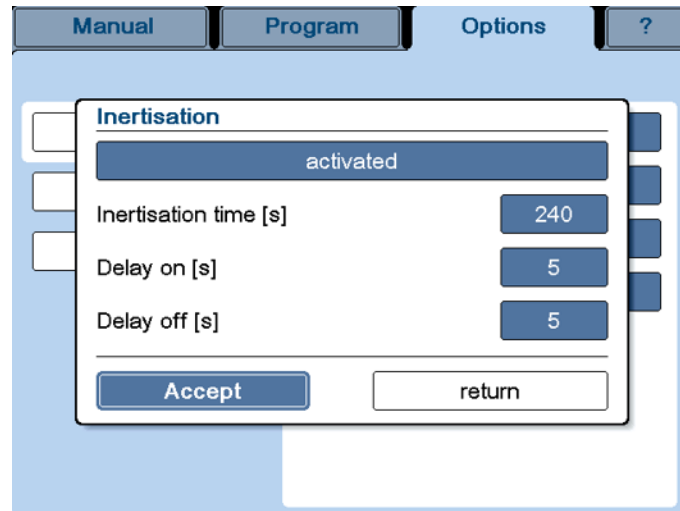 Manual Program Options ?
Inertisation
activated
Inertisation time [s] 240
Delay on [s] 5
Delay off [s] 5
Accept return